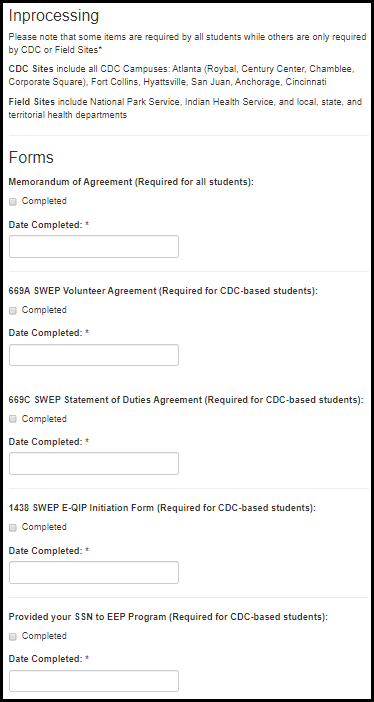 Inprocessing
Please note that some items are required by all students while others are only required
by CDC or Field Sites*
CDC Sites include all CDC Campuses: Atlanta (Roybal, Century Center, Chamblee,
Corporate Square), Fort Collins, Hyattsville, San Juan, Anchorage, Cincinnati
Field Sites include National Park Service, Indian Health Service, and local, state, and
territorial health departments
Forms
Memorandum of Agreement (Required for all students):
Completed
Date Completed: *
669A SWEP Volunteer Agreement (Required for CDC-based students):
Completed
Date Completed: *
669C SWEP Statement of Duties Agreement (Required for CDC-based students):
Completed
Date Completed: *
1438 SWEP E-QIP Initiation Form (Required for CDC-based students):
Completed
Date Completed: *
Provided your SSN to EEP Program (Required for CDC-based students):
Completed
Date Completed: *